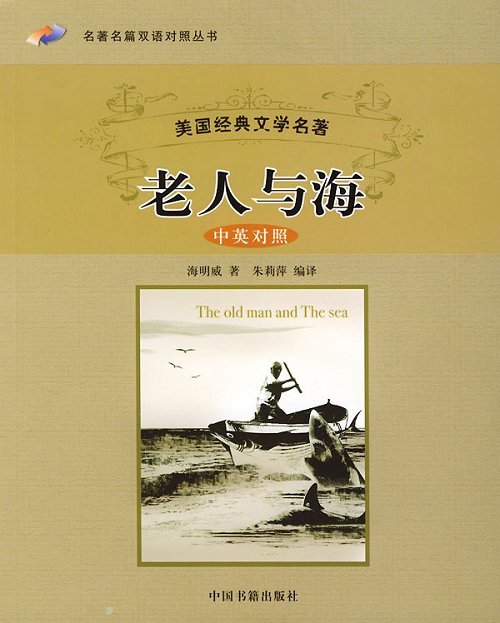 名著名篇双语对照丛书
美国经典文学名著
老人与海
中英对照
海明威 著 朱莉萍 编译
The old man and The sea
中国书籍出版社